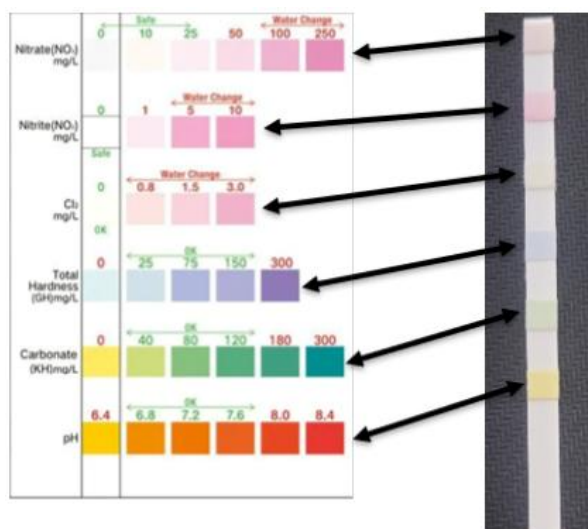 Safe Water Change
0 10 25 50 100 250
Nitrate(NO₃)
mg/L
Water Change
0 1 5 10
Nitrite(NO₂)
mg/L
Safe
Water Change
0 0.8 1.5 3.0
Cl₂
mg/L
OK
OK
0 25 75 150 300
Total
Hardness
(GH)mg/L
OK
0 40 80 120 180 300
Carbonate
(KH)mg/L
OK
6.4 6.8 7.2 7.6 8.0 8.4
pH